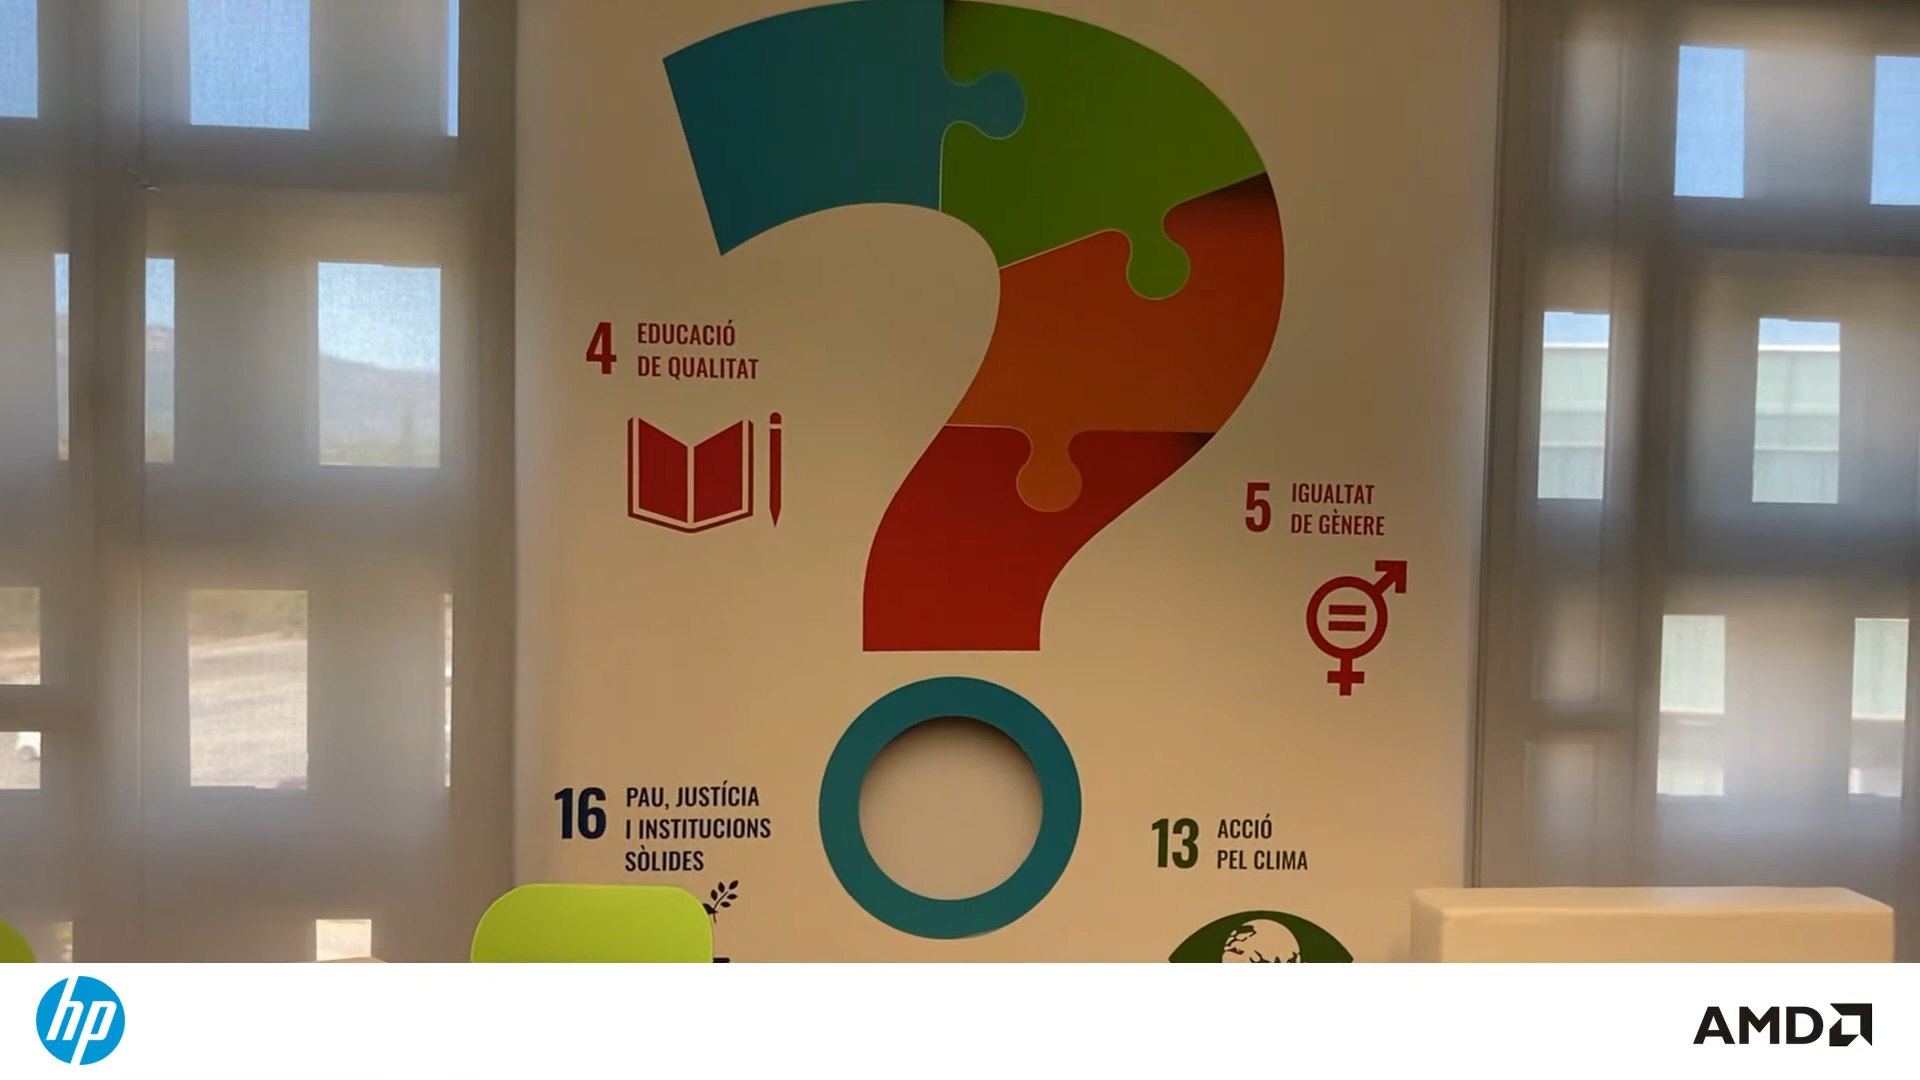 4
EDUCACIÓ
DE QUALITAT
5
IGUALTAT
DE GÈNERE
16
PAU, JUSTÍCIA
I INSTITUCIONS
SÒLIDES
13
ACCIÓ
PEL CLIMA
hp
AMD